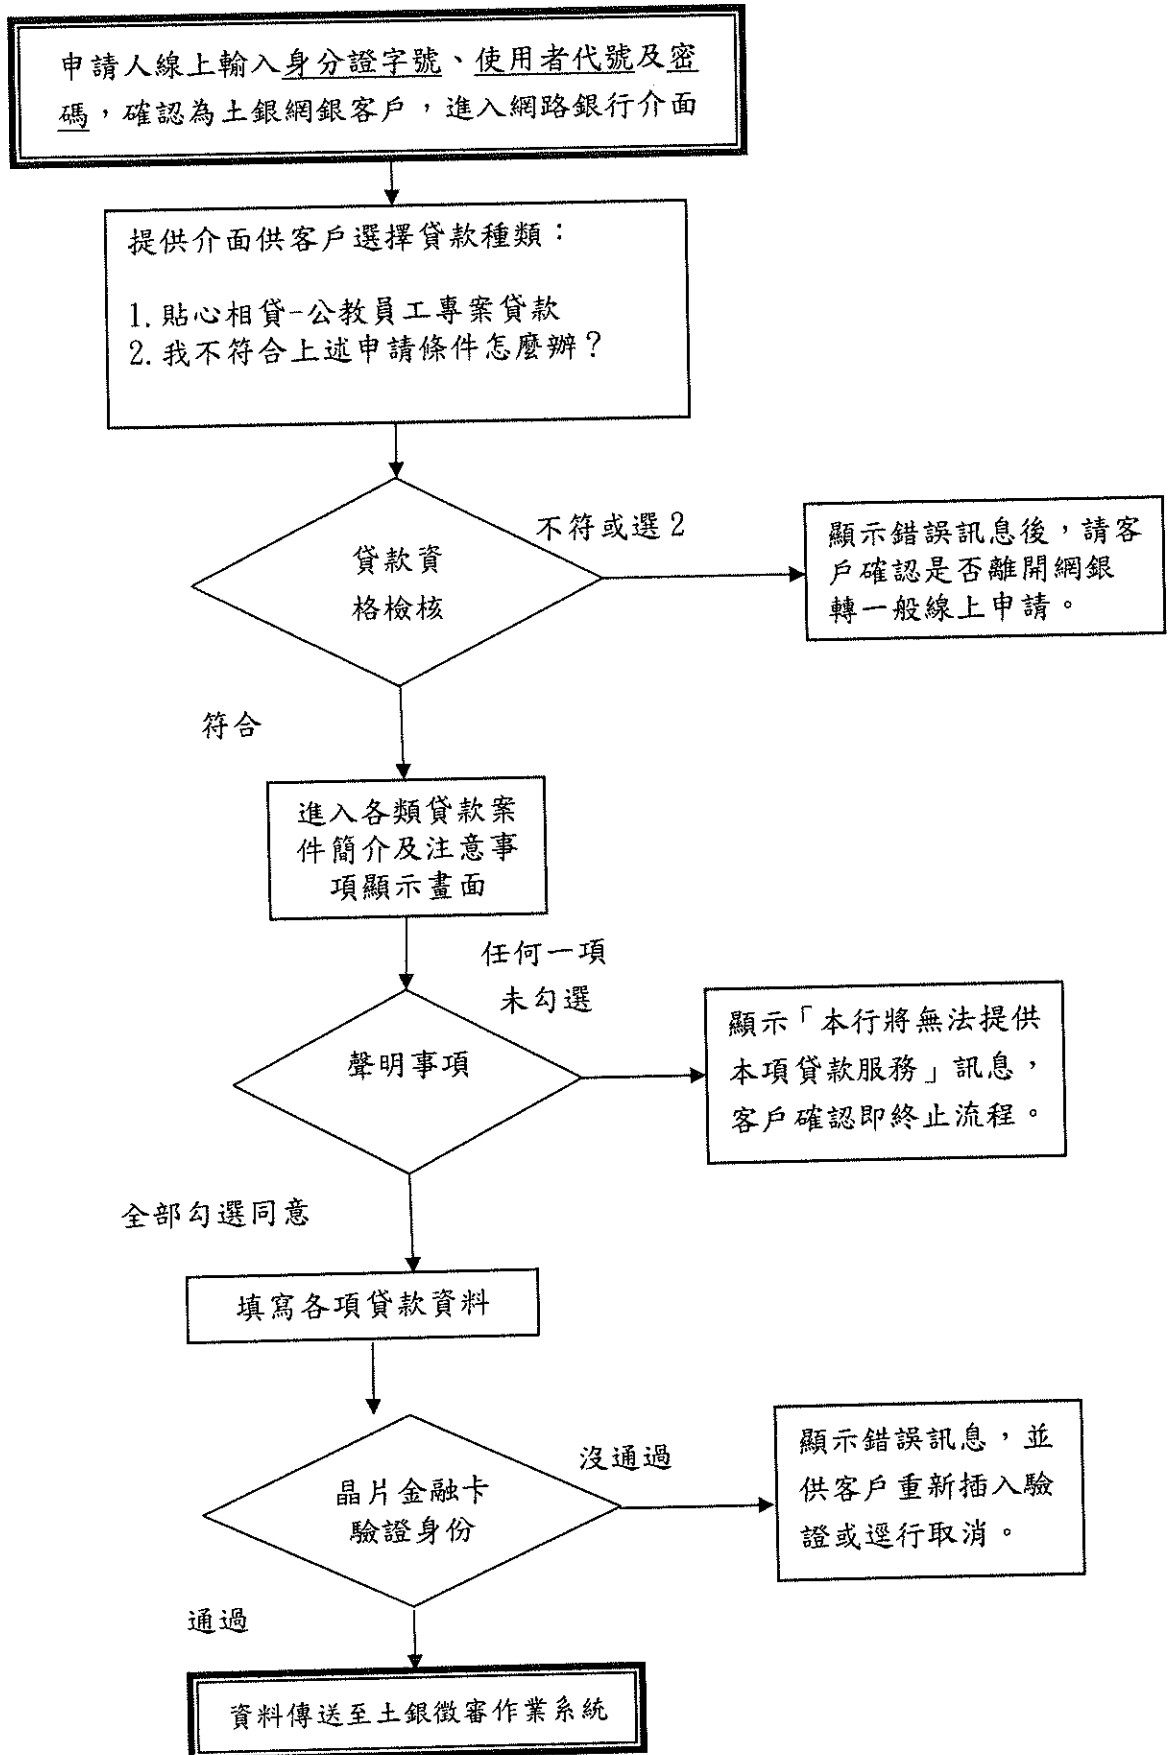 申請人線上輸入身分證字號、使用者代號及密
碼，確認為土銀網銀客戶，進入網路銀行介面
提供介面供客戶選擇貸款種類：
1. 貼心相貸-公教員工專案貸款
2. 我不符合上述申請條件怎麼辦？
貸款資
格檢核
不符或選 2
顯示錯誤訊息後，請客
戶確認是否離開網銀
轉一般線上申請。
符合
進入各類貸款案
件簡介及注意事
項顯示畫面
任何一項
未勾選
聲明事項
顯示「本行將無法提供
本項貸款服務」訊息，
客戶確認即終止流程。
全部勾選同意
填寫各項貸款資料
晶片金融卡
驗證身份
沒通過
顯示錯誤訊息，並
供客戶重新插入驗
證或逕行取消。
通過
資料傳送至土銀徵審作業系統